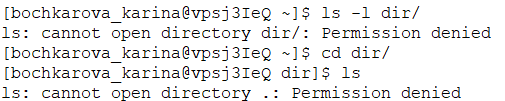 [bochkarova_karina@vpsj3IeQ ~]$ ls -l dir/
ls: cannot open directory dir/: Permission denied
[bochkarova_karina@vpsj3IeQ ~]$ cd dir/
[bochkarova_karina@vpsj3IeQ dir]$ ls
ls: cannot open directory .: Permission denied